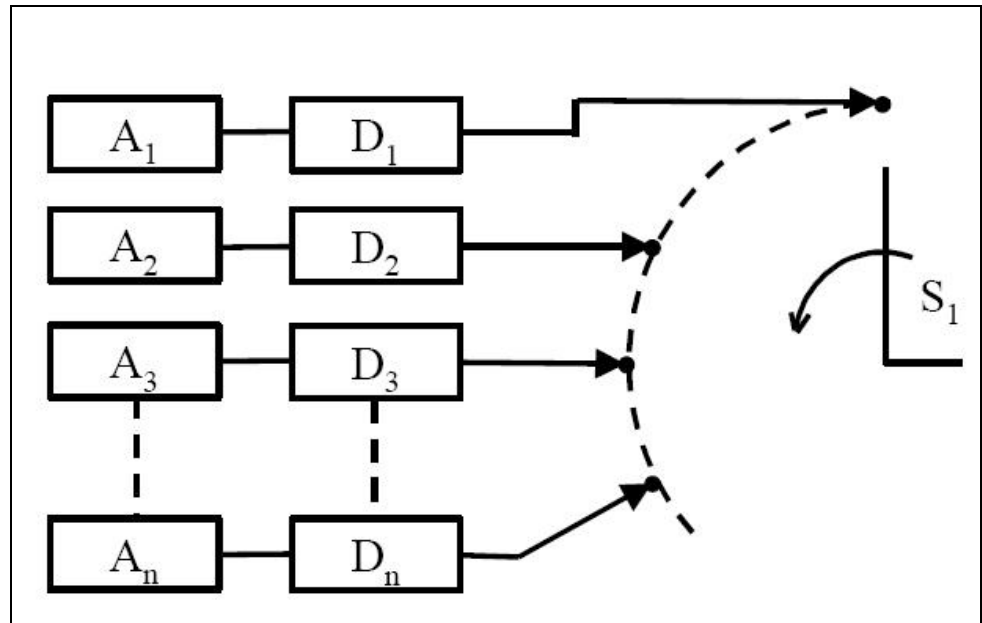 A₁ D₁
A₂ D₂
S₁
A₃ D₃
Aₙ Dₙ